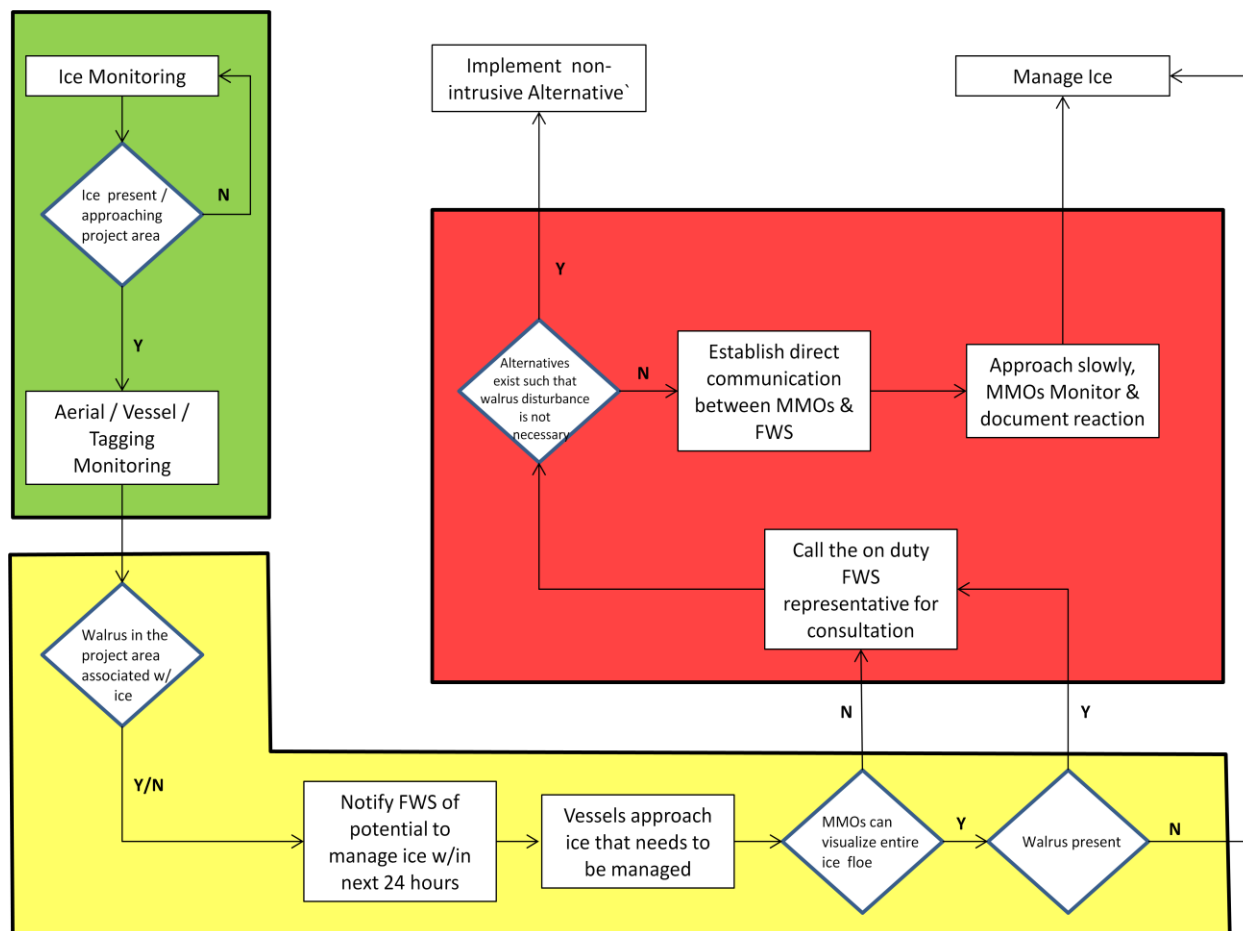 Ice Monitoring
Ice present /
approaching
project area
N
Y
Aerial / Vessel /
Tagging
Monitoring
Walrus in the
project area
associated w/
ice
Y/N
Notify FWS of
potential to
manage ice w/in
next 24 hours
Vessels approach
ice that needs to
be managed
MMOs can
visualize entire
ice floe
Y
N
Walrus present
N
Y
Call the on duty
FWS
representative for
consultation
Alternatives
exist such that
walrus disturbance
is not
necessary
Y
N
Implement non-
intrusive Alternative`
Establish direct
communication
between MMOs &
FWS
Approach slowly,
MMOs Monitor &
document reaction
Manage Ice